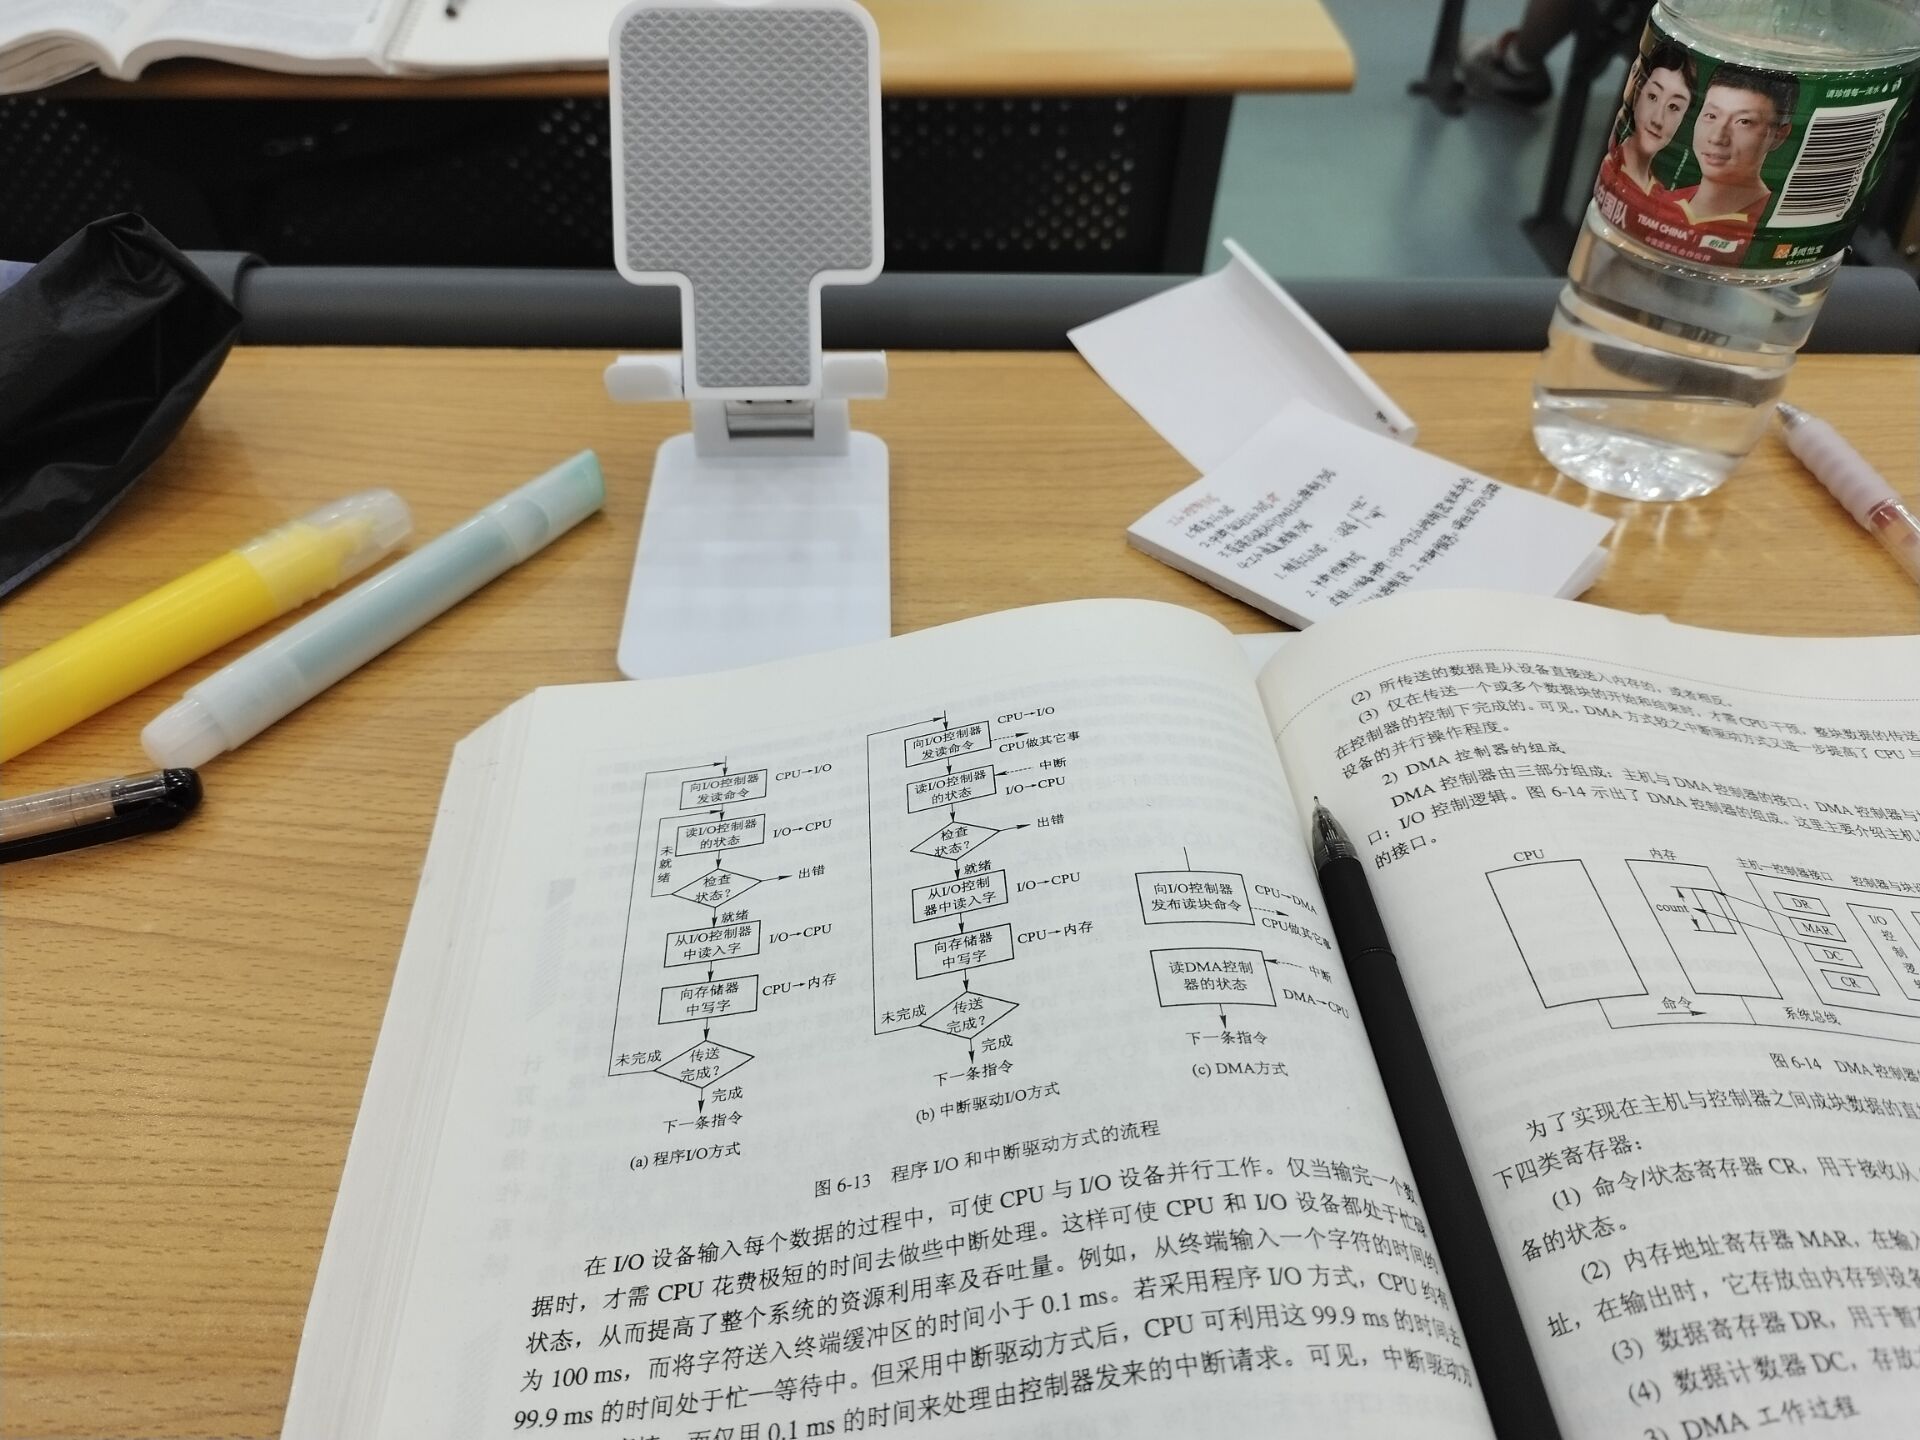 请珍惜每一滴水
中国队
TEAM CHINA
怡宝
华润怡宝
I/O控制方式
向I/O控制器
发读命令
CPU→I/O
读I/O控制器
的状态
I/O→CPU
未就绪
检查
状态?
出错
就绪
从I/O控制器
中读入字
I/O→CPU
向存储器
中写字
CPU→内存
未完成
传送
完成?
完成
下一条指令
(a) 程序I/O方式
向I/O控制器
发读命令
CPU→I/O
CPU做其它事
读I/O控制器
的状态
中断
I/O→CPU
检查
状态?
出错
就绪
从I/O控制
器中读入字
I/O→CPU
向存储器
中写字
CPU→内存
未完成
传送
完成?
完成
下一条指令
(b) 中断驱动I/O方式
向I/O控制器
发布读块命令
CPU→DMA
CPU做其它事
读DMA控制
器的状态
中断
DMA→CPU
下一条指令
(c) DMA方式
图 6-13 程序 I/O 和中断驱动方式的流程
在 I/O 设备输入每个数据的过程中，可使 CPU 与 I/O 设备并行工作。仅当输完一个数
据时，才需 CPU 花费极短的时间去做些中断处理。这样可使 CPU 和 I/O 设备都处于忙碌
状态，从而提高了整个系统的资源利用率及吞吐量。例如，从终端输入一个字符的时间约
为 100 ms，而将字符送入终端缓冲区的时间小于 0.1 ms。若采用程序 I/O 方式，CPU 约有
99.9 ms 的时间处于忙—等待中。但采用中断驱动方式后，CPU 可利用这 99.9 ms 的时间去
而仅用 0.1 ms 的时间来处理由控制器发来的中断请求。可见，中断驱动方
(2) 所传送的数据是从设备直接送入内存的，或者相反。
(3) 仅在传送一个或多个数据块的开始和结束时，才需 CPU 干预，整块数据的传送
在控制器的控制下完成的。可见，DMA 方式较之中断驱动方式又进一步提高了 CPU 与
设备的并行操作程度。
2) DMA 控制器的组成
DMA 控制器由三部分组成：主机与 DMA 控制器的接口；DMA 控制器与
口；I/O 控制逻辑。图 6-14 示出了 DMA 控制器的组成。这里主要介绍主机
的接口。
CPU
内存
主机—控制器接口
控制器与块设
count
DR
MAR
DC
CR
I/O
控
制
逻
命令
系统总线
图 6-14 DMA 控制器
为了实现在主机与控制器之间成块数据的直
下四类寄存器：
(1) 命令/状态寄存器 CR，用于接收从
备的状态。
(2) 内存地址寄存器 MAR，在输入
址，在输出时，它存放由内存到设备
(3) 数据寄存器 DR，用于暂存
(4) 数据计数器 DC，存放
3) DMA 工作过程